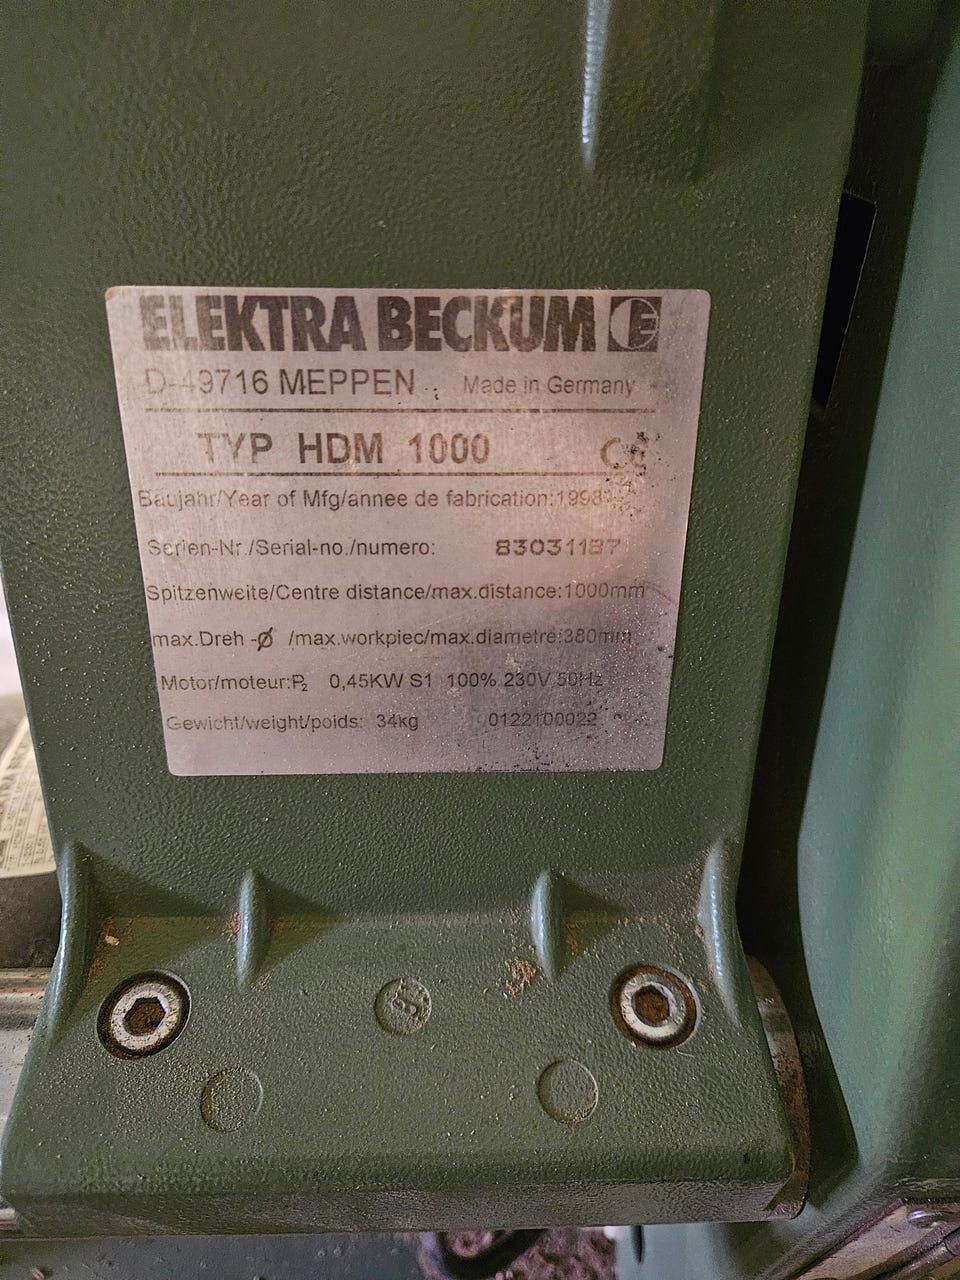 ELEKTRA BECKUM E
D-49716 MEPPEN Made in Germany
TYP HDM 1000 CE
Baujahr/Year of Mfg/annee de fabrication:1998
Serien-Nr./Serial-no./numero: 83031187
Spitzenweite/Centre distance/max.distance:1000mm
max.Dreh -Ø /max.workpiec/max.diametre:380mm
Motor/moteur:P₂ 0,45KW S1 100% 230V 50Hz
Gewicht/weight/poids: 34kg 0122100022